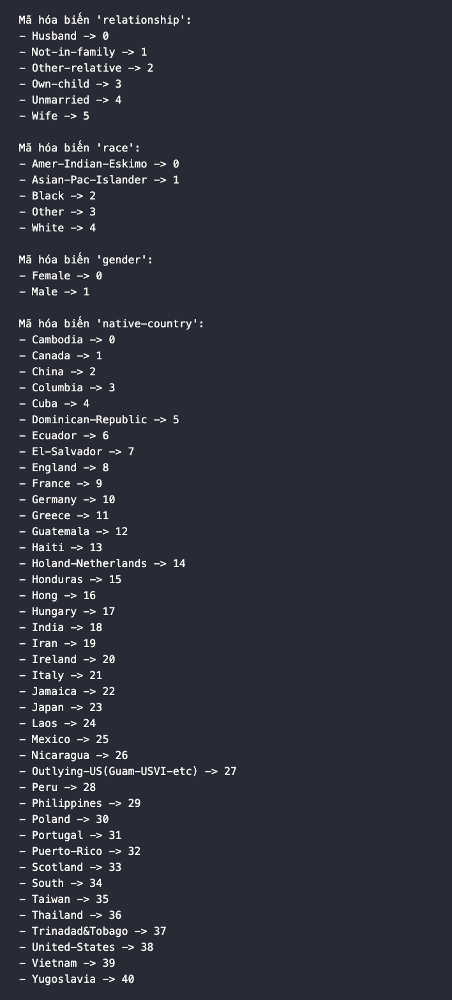 Mã hóa biến 'relationship':
- Husband -> 0
- Not-in-family -> 1
- Other-relative -> 2
- Own-child -> 3
- Unmarried -> 4
- Wife -> 5
Mã hóa biến 'race':
- Amer-Indian-Eskimo -> 0
- Asian-Pac-Islander -> 1
- Black -> 2
- Other -> 3
- White -> 4
Mã hóa biến 'gender':
- Female -> 0
- Male -> 1
Mã hóa biến 'native-country':
- Cambodia -> 0
- Canada -> 1
- China -> 2
- Columbia -> 3
- Cuba -> 4
- Dominican-Republic -> 5
- Ecuador -> 6
- El-Salvador -> 7
- England -> 8
- France -> 9
- Germany -> 10
- Greece -> 11
- Guatemala -> 12
- Haiti -> 13
- Holand-Netherlands -> 14
- Honduras -> 15
- Hong -> 16
- Hungary -> 17
- India -> 18
- Iran -> 19
- Ireland -> 20
- Italy -> 21
- Jamaica -> 22
- Japan -> 23
- Laos -> 24
- Mexico -> 25
- Nicaragua -> 26
- Outlying-US(Guam-USVI-etc) -> 27
- Peru -> 28
- Philippines -> 29
- Poland -> 30
- Portugal -> 31
- Puerto-Rico -> 32
- Scotland -> 33
- South -> 34
- Taiwan -> 35
- Thailand -> 36
- Trinadad&Tobago -> 37
- United-States -> 38
- Vietnam -> 39
- Yugoslavia -> 40